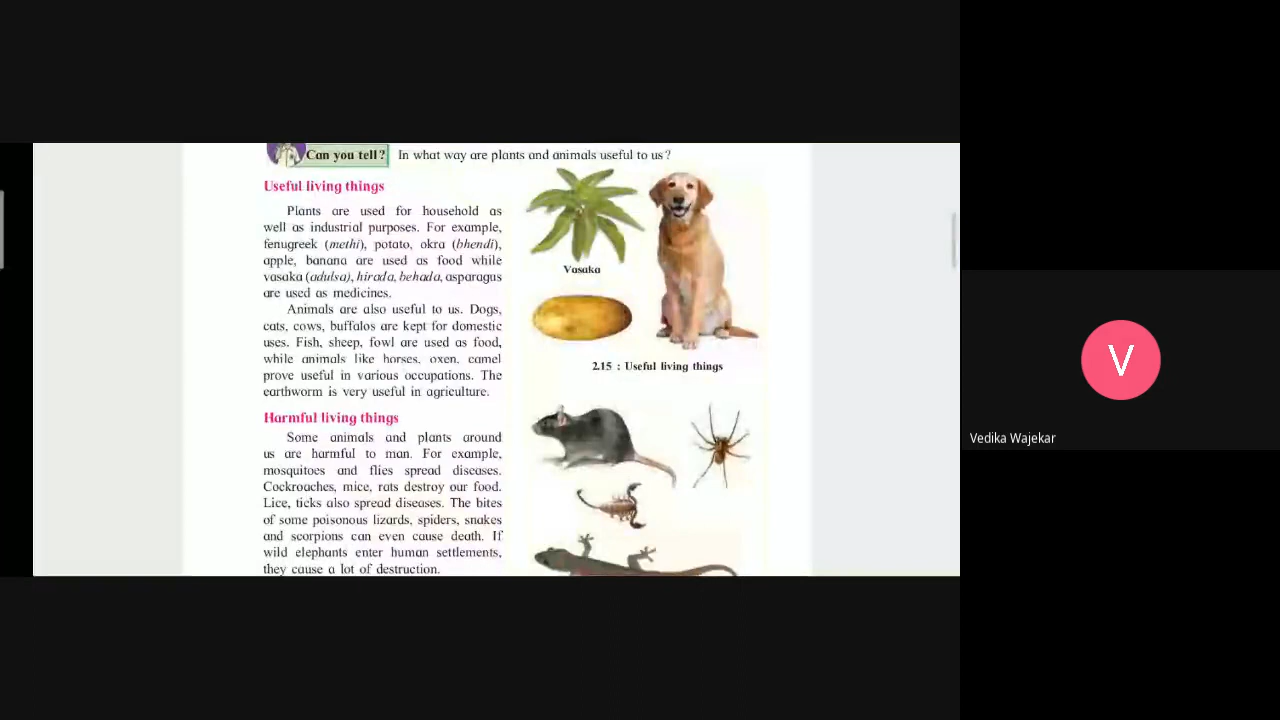 Can you tell? In what way are plants and animals useful to us?
Useful living things
Plants are used for household as
well as industrial purposes. For example,
fenugreek (methi), potato, okra (bhendi),
apple, banana are used as food while
vasaka (adulsa), hirada, behada, asparagus
are used as medicines.
Animals are also useful to us. Dogs,
cats, cows, buffalos are kept for domestic
uses. Fish, sheep, fowl are used as food,
while animals like horses, oxen, camel
prove useful in various occupations. The
earthworm is very useful in agriculture.
Harmful living things
Some animals and plants around
us are harmful to man. For example,
mosquitoes and flies spread diseases.
Cockroaches, mice, rats destroy our food.
Lice, ticks also spread diseases. The bites
of some poisonous lizards, spiders, snakes
and scorpions can even cause death. If
wild elephants enter human settlements,
they cause a lot of destruction.
Vasaka
2.15 : Useful living things
V
Vedika Wajekar